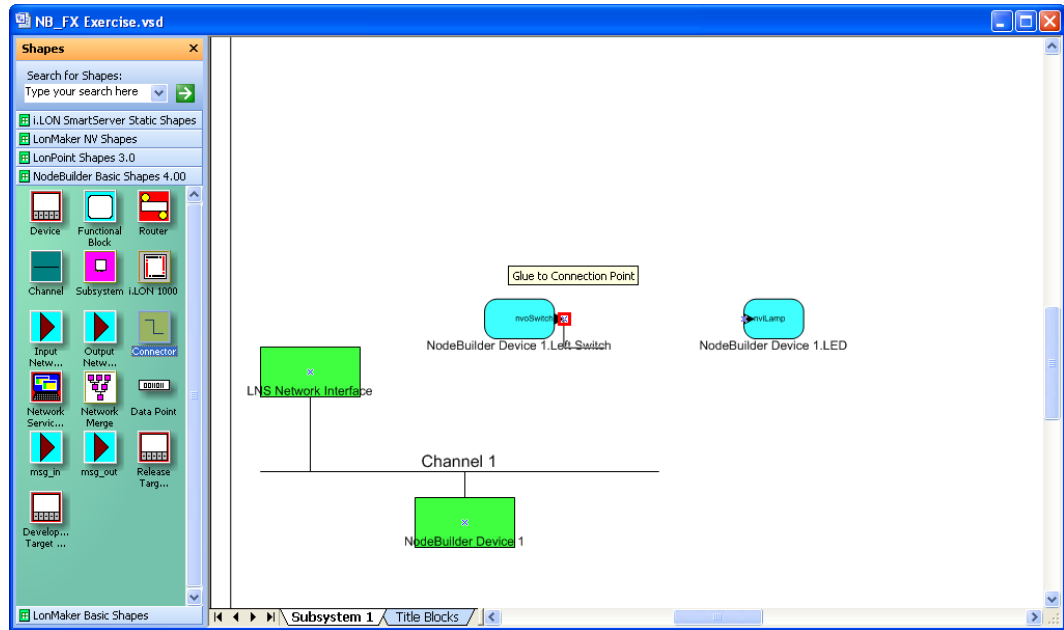 NB_FX Exercise.vsd
Shapes
Search for Shapes:
Type your search here
i.LON SmartServer Static Shapes
LonMaker NV Shapes
LonPoint Shapes 3.0
NodeBuilder Basic Shapes 4.00
Device
Functional
Block
Router
Channel
Subsystem
i.LON 1000
Input
Netw...
Output
Netw...
Connector
Network
Servic...
Network
Merge
Data Point
msg_in
msg_out
Release
Targ...
Develop...
Target ...
LonMaker Basic Shapes
Glue to Connection Point
nvoSwitch
NodeBuilder Device 1.Left Switch
nviLamp
NodeBuilder Device 1.LED
LNS Network Interface
Channel 1
NodeBuilder Device 1
Subsystem 1
Title Blocks